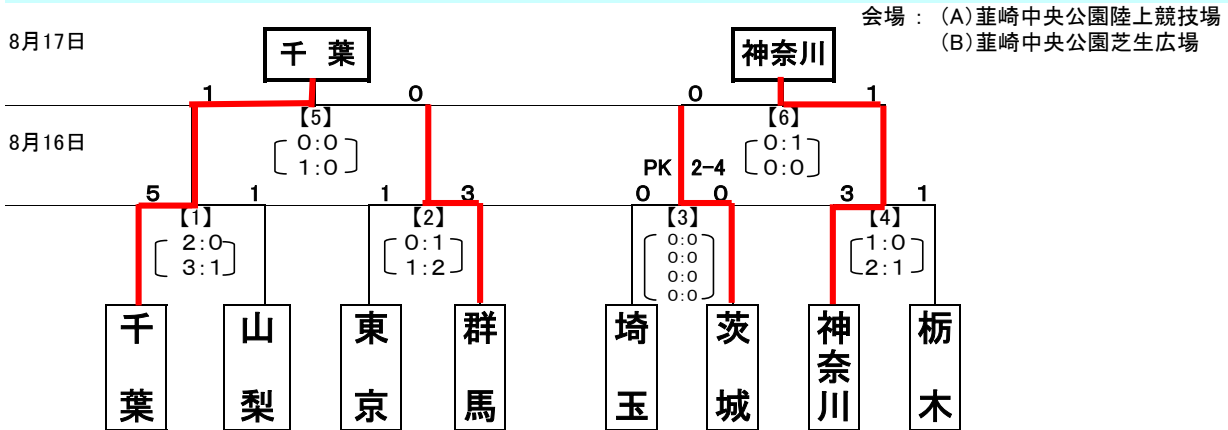 会場 : (A)韮崎中央公園陸上競技場
(B)韮崎中央公園芝生広場
8月17日
千 葉
神奈川
1 0 0 1
【5】 【6】
8月16日
0:0 0:1
1:0 0:0
PK 2-4
5 1 1 3 0 0 3 1
【1】 【2】 【3】 【4】
2:0 0:1 0:0 1:0
3:1 1:2 0:0 2:1
0:0
0:0
千葉
山梨
東京
群馬
埼玉
茨城
神奈川
栃木